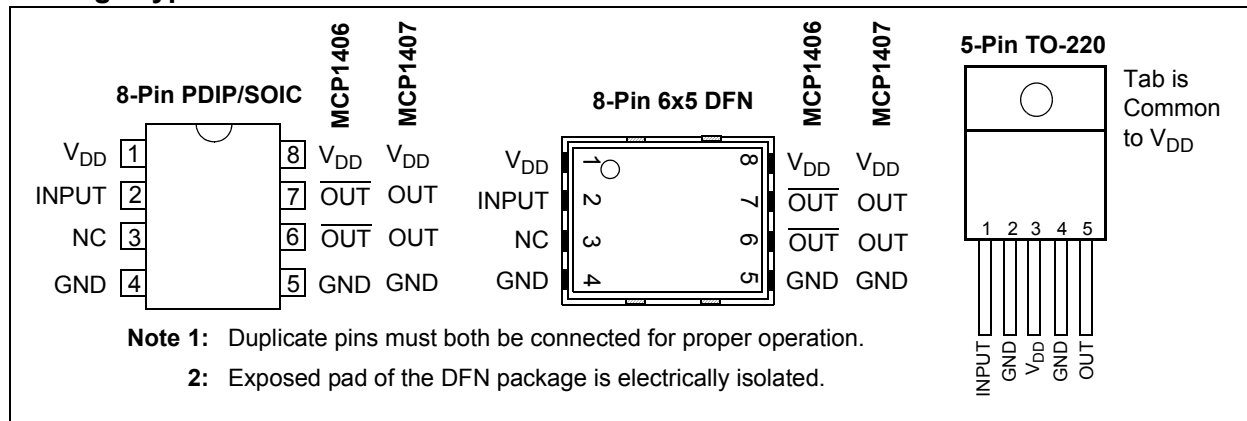 8-Pin PDIP/SOIC
MCP1406
MCP1407
VDD 1 8 VDD VDD
INPUT 2 7 OUT OUT
NC 3 6 OUT OUT
GND 4 5 GND GND
8-Pin 6x5 DFN
MCP1406
MCP1407
VDD 1 8 VDD VDD
INPUT 2 7 OUT OUT
NC 3 6 OUT OUT
GND 4 5 GND GND
5-Pin TO-220
Tab is
Common
to VDD
1 2 3 4 5
INPUT
GND
VDD
GND
OUT
Note 1: Duplicate pins must both be connected for proper operation.
2: Exposed pad of the DFN package is electrically isolated.